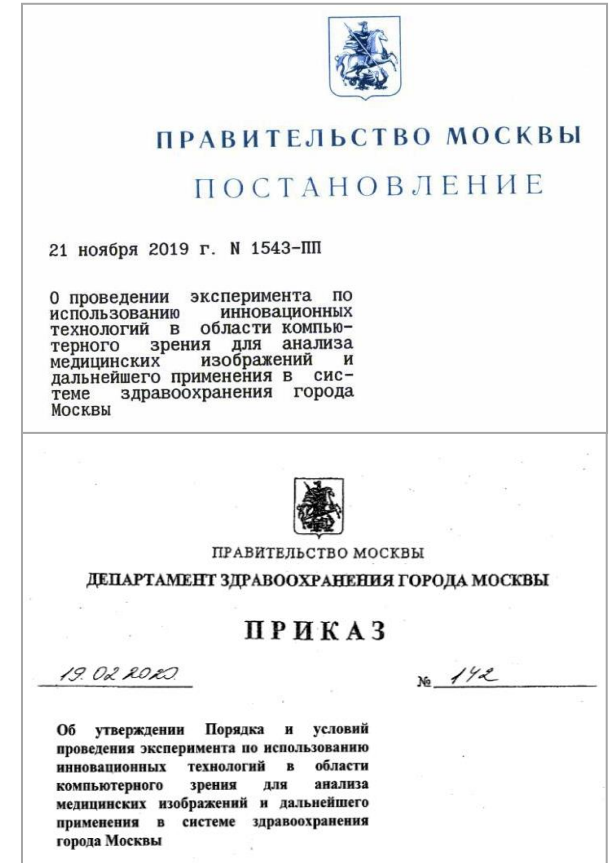 ПРАВИТЕЛЬСТВО МОСКВЫ
ПОСТАНОВЛЕНИЕ
21 ноября 2019 г. N 1543-ПП
О проведении эксперимента по
использованию инновационных
технологий в области компью-
терного зрения для анализа
медицинских изображений и
дальнейшего применения в сис-
теме здравоохранения города
Москвы
ПРАВИТЕЛЬСТВО МОСКВЫ
ДЕПАРТАМЕНТ ЗДРАВООХРАНЕНИЯ ГОРОДА МОСКВЫ
ПРИКАЗ
19.02.2020 № 142
Об утверждении Порядка и условий
проведения эксперимента по использованию
инновационных технологий в области
компьютерного зрения для анализа
медицинских изображений и дальнейшего
применения в системе здравоохранения
города Москвы